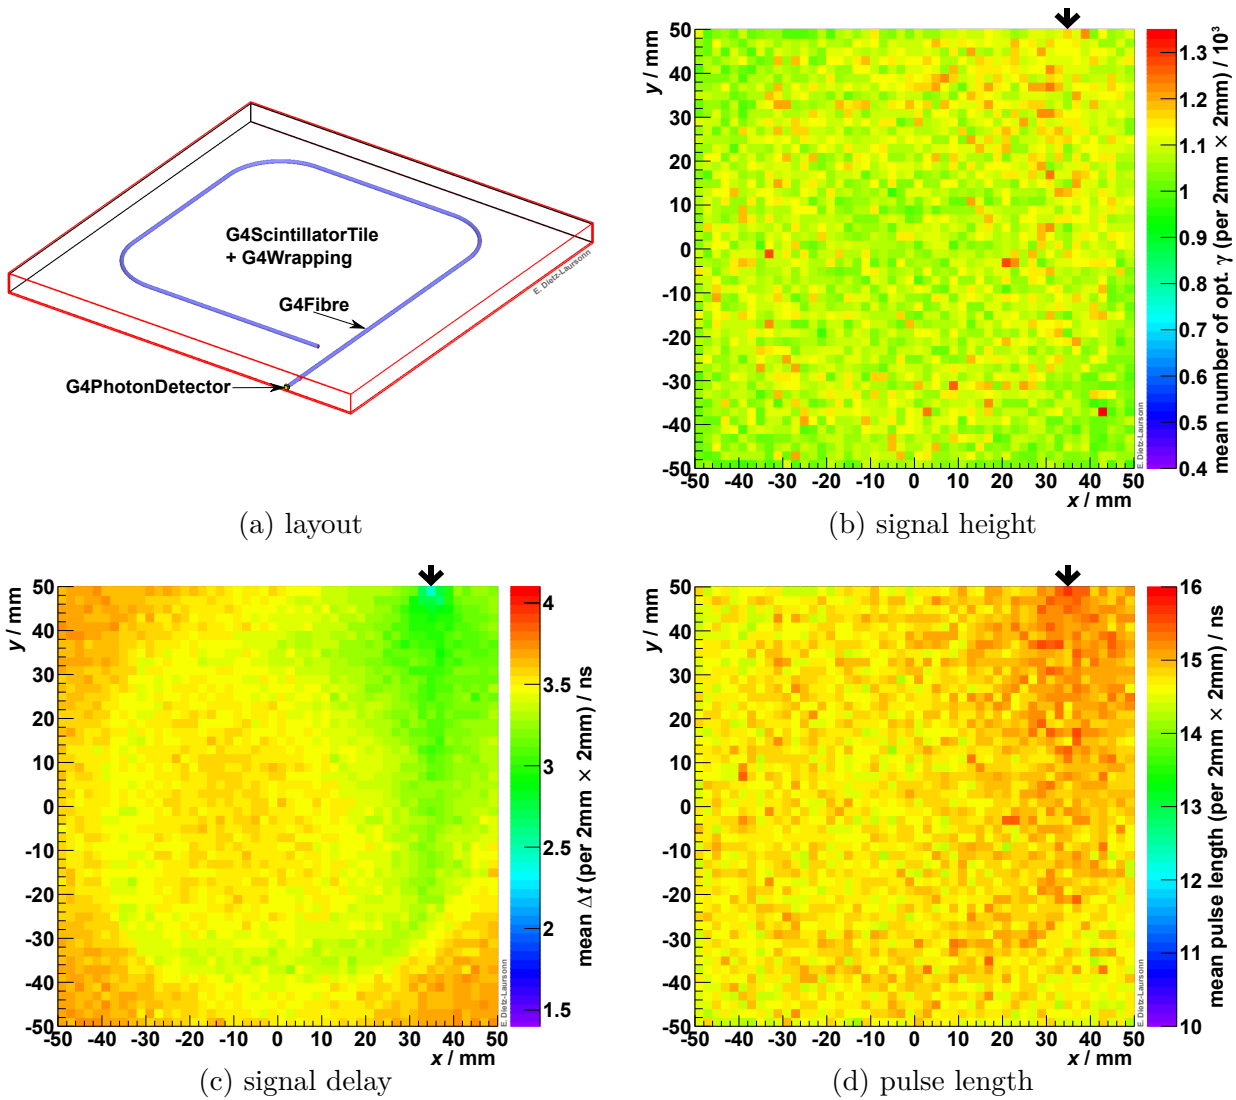 G4ScintillatorTile
+ G4Wrapping
E. Dietz-Laursonn
G4Fibre
G4PhotonDetector
(a) layout
y / mm
50
40
30
20
10
0
-10
-20
-30
-40
-50
-50 -40 -30 -20 -10 0 10 20 30 40 50
x / mm
1.3
1.2
1.1
1
0.9
0.8
0.7
0.6
0.5
0.4
mean number of opt. γ (per 2mm × 2mm) / 10³
E. Dietz-Laursonn
(b) signal height
y / mm
50
40
30
20
10
0
-10
-20
-30
-40
-50
-50 -40 -30 -20 -10 0 10 20 30 40 50
x / mm
4
3.5
3
2.5
2
1.5
mean Δt (per 2mm × 2mm) / ns
E. Dietz-Laursonn
(c) signal delay
y / mm
50
40
30
20
10
0
-10
-20
-30
-40
-50
-50 -40 -30 -20 -10 0 10 20 30 40 50
x / mm
16
15
14
13
12
11
10
mean pulse length (per 2mm × 2mm) / ns
E. Dietz-Laursonn
(d) pulse length